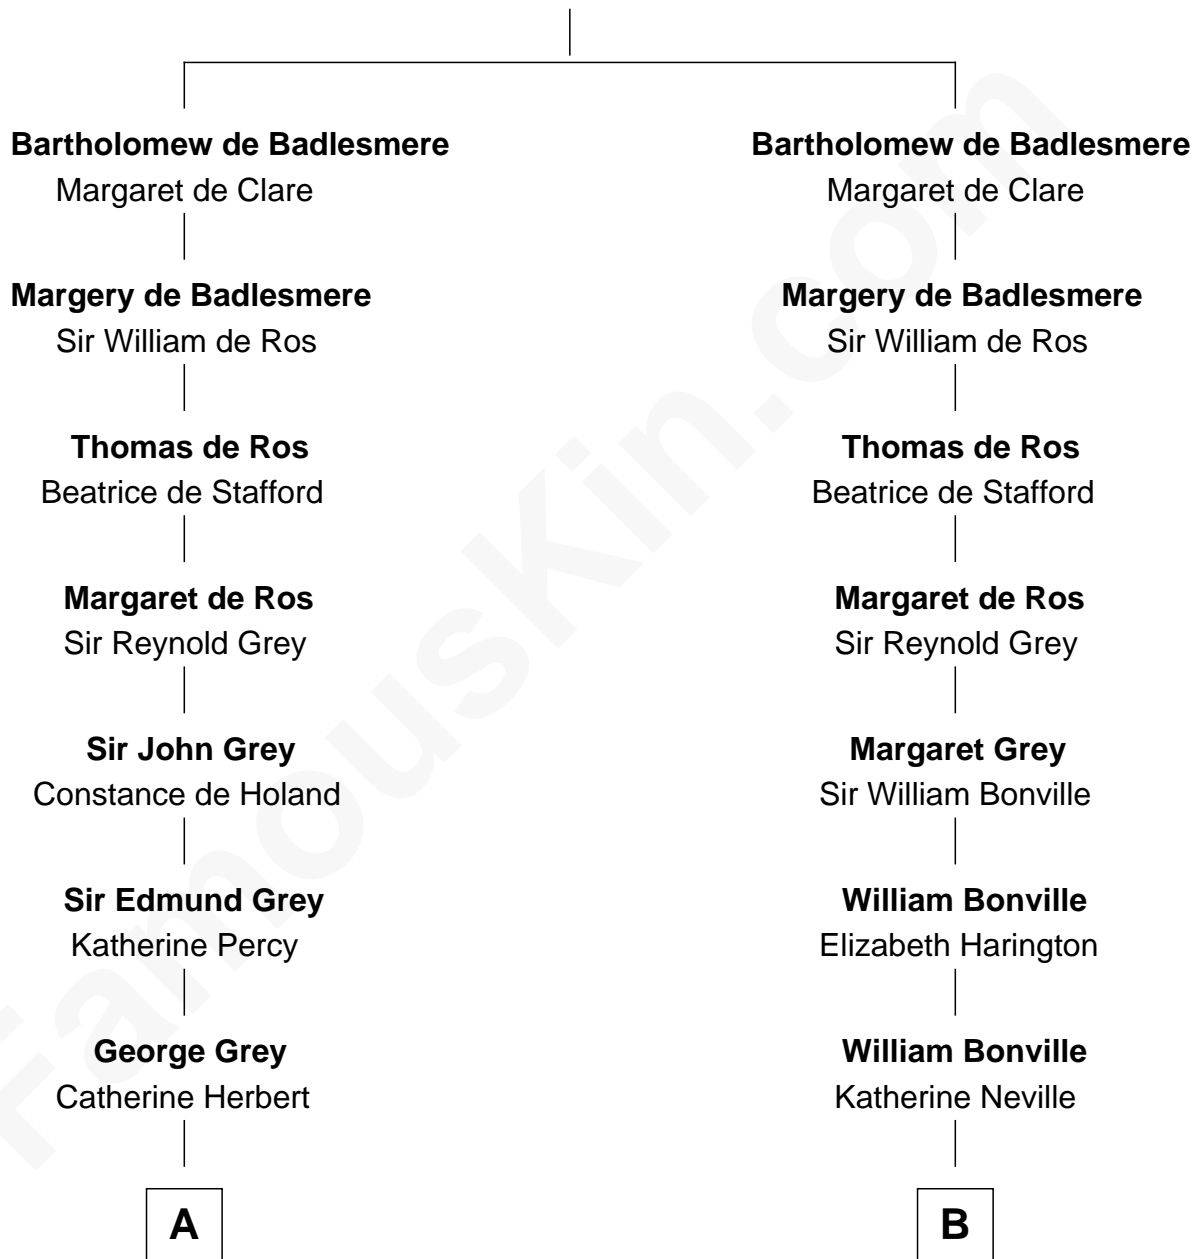 Bartholomew de Badlesmere
Margaret de Clare
Margery de Badlesmere
Sir William de Ros
Thomas de Ros
Beatrice de Stafford
Margaret de Ros
Sir Reynold Grey
Sir John Grey
Constance de Holand
Sir Edmund Grey
Katherine Percy
George Grey
Catherine Herbert
A
Bartholomew de Badlesmere
Margaret de Clare
Margery de Badlesmere
Sir William de Ros
Thomas de Ros
Beatrice de Stafford
Margaret de Ros
Sir Reynold Grey
Margaret Grey
Sir William Bonville
William Bonville
Elizabeth Harington
William Bonville
Katherine Neville
B
FamousKin.com